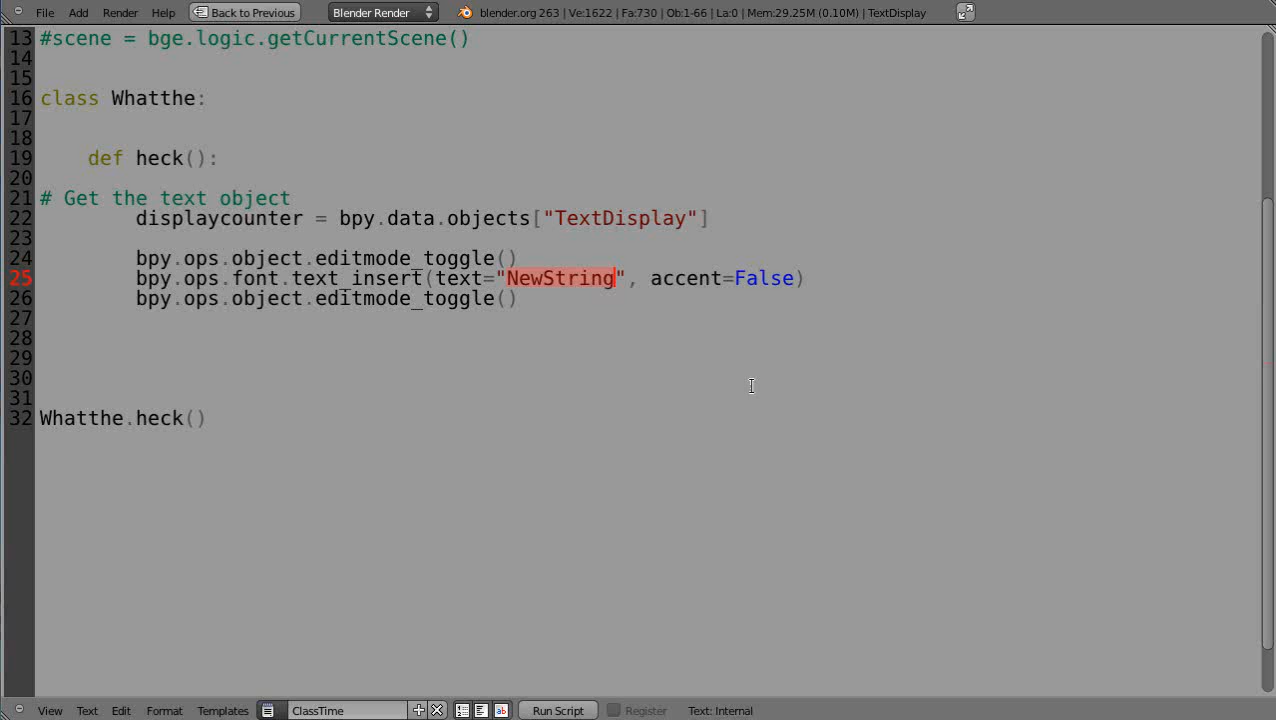 File Add Render Help Back to Previous Blender Render blender.org 263 | Ve:1622 | Fa:730 | Ob:1-66 | La:0 | Mem:29.25M (0.10M) | TextDisplay
13 #scene = bge.logic.getCurrentScene()
14
15
16 class Whatthe:
17
18
19 def heck():
20
21 # Get the text object
22 displaycounter = bpy.data.objects["TextDisplay"]
23
24 bpy.ops.object.editmode_toggle()
25 bpy.ops.font.text_insert(text="NewString", accent=False)
26 bpy.ops.object.editmode_toggle()
27
28
29
30
31
32 Whatthe.heck()
View Text Edit Format Templates ClassTime Run Script Register Text: Internal